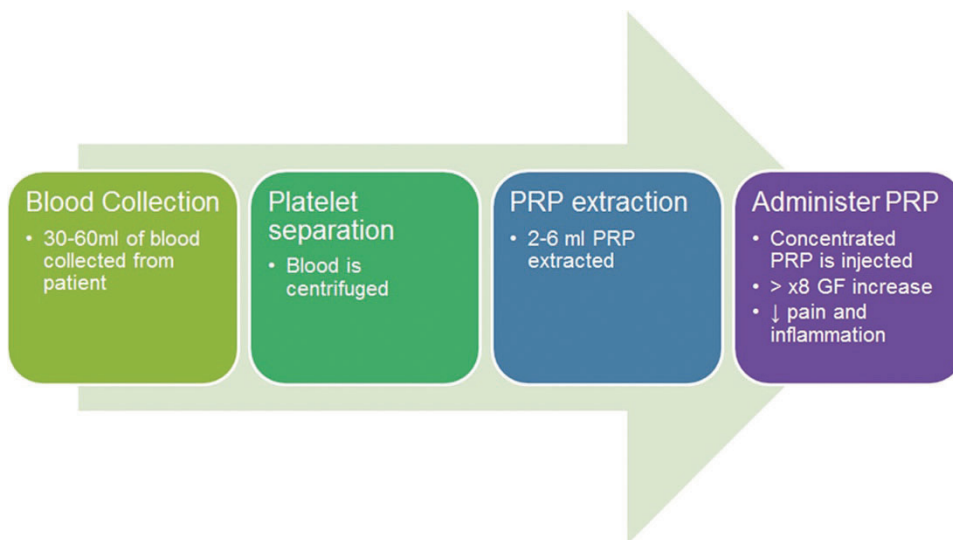 Blood Collection
• 30-60ml of blood
collected from
patient
Platelet
separation
• Blood is
centrifuged
PRP extraction
• 2-6 ml PRP
extracted
Administer PRP
• Concentrated
PRP is injected
• > x8 GF increase
• ↓ pain and
inflammation